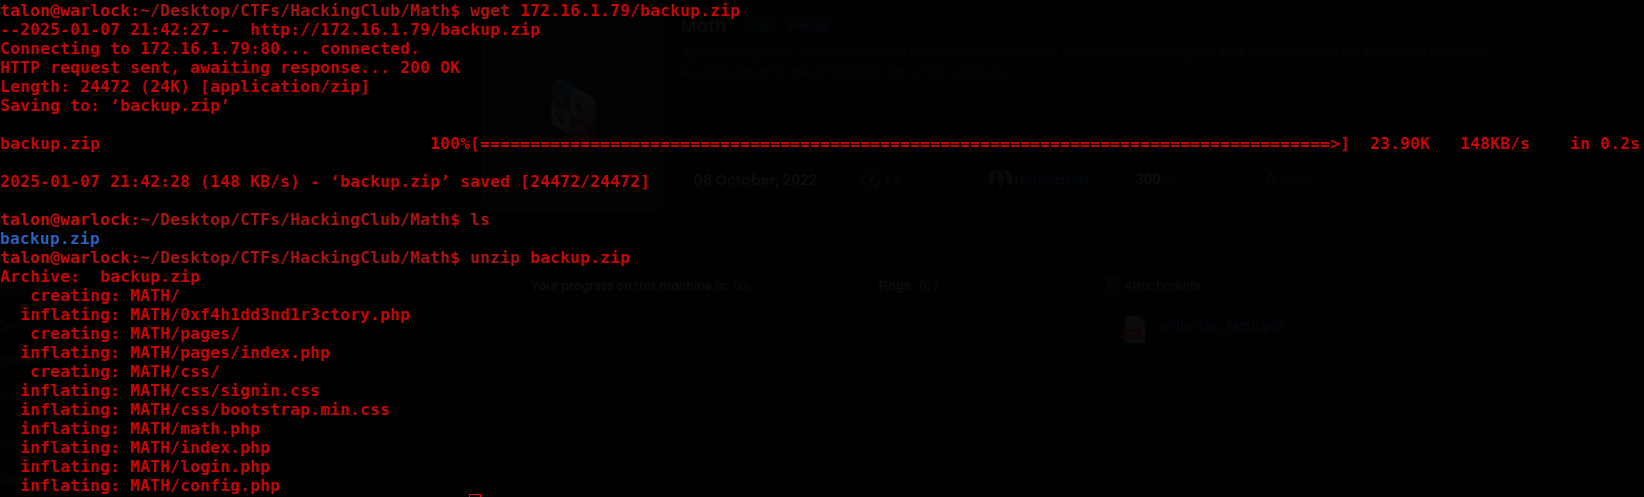 talon@warlock:~/Desktop/CTFs/HackingClub/Math$ wget 172.16.1.79/backup.zip
--2025-01-07 21:42:27--  http://172.16.1.79/backup.zip
Connecting to 172.16.1.79:80... connected.
HTTP request sent, awaiting response... 200 OK
Length: 24472 (24K) [application/zip]
Saving to: ‘backup.zip’
backup.zip                                 100%[=====================================================================================>]  23.90K   148KB/s    in 0.2s
2025-01-07 21:42:28 (148 KB/s) - ‘backup.zip’ saved [24472/24472]
talon@warlock:~/Desktop/CTFs/HackingClub/Math$ ls
backup.zip
talon@warlock:~/Desktop/CTFs/HackingClub/Math$ unzip backup.zip
Archive:  backup.zip
   creating: MATH/
  inflating: MATH/0xf4h1dd3nd1r3ctory.php
   creating: MATH/pages/
  inflating: MATH/pages/index.php
   creating: MATH/css/
  inflating: MATH/css/signin.css
  inflating: MATH/css/bootstrap.min.css
  inflating: MATH/math.php
  inflating: MATH/index.php
  inflating: MATH/login.php
  inflating: MATH/config.php
Math
08 October, 2022
300
Your progress on this machine is: 0%
Flags: 0/2
Attachments
Write-Up_Math.pdf